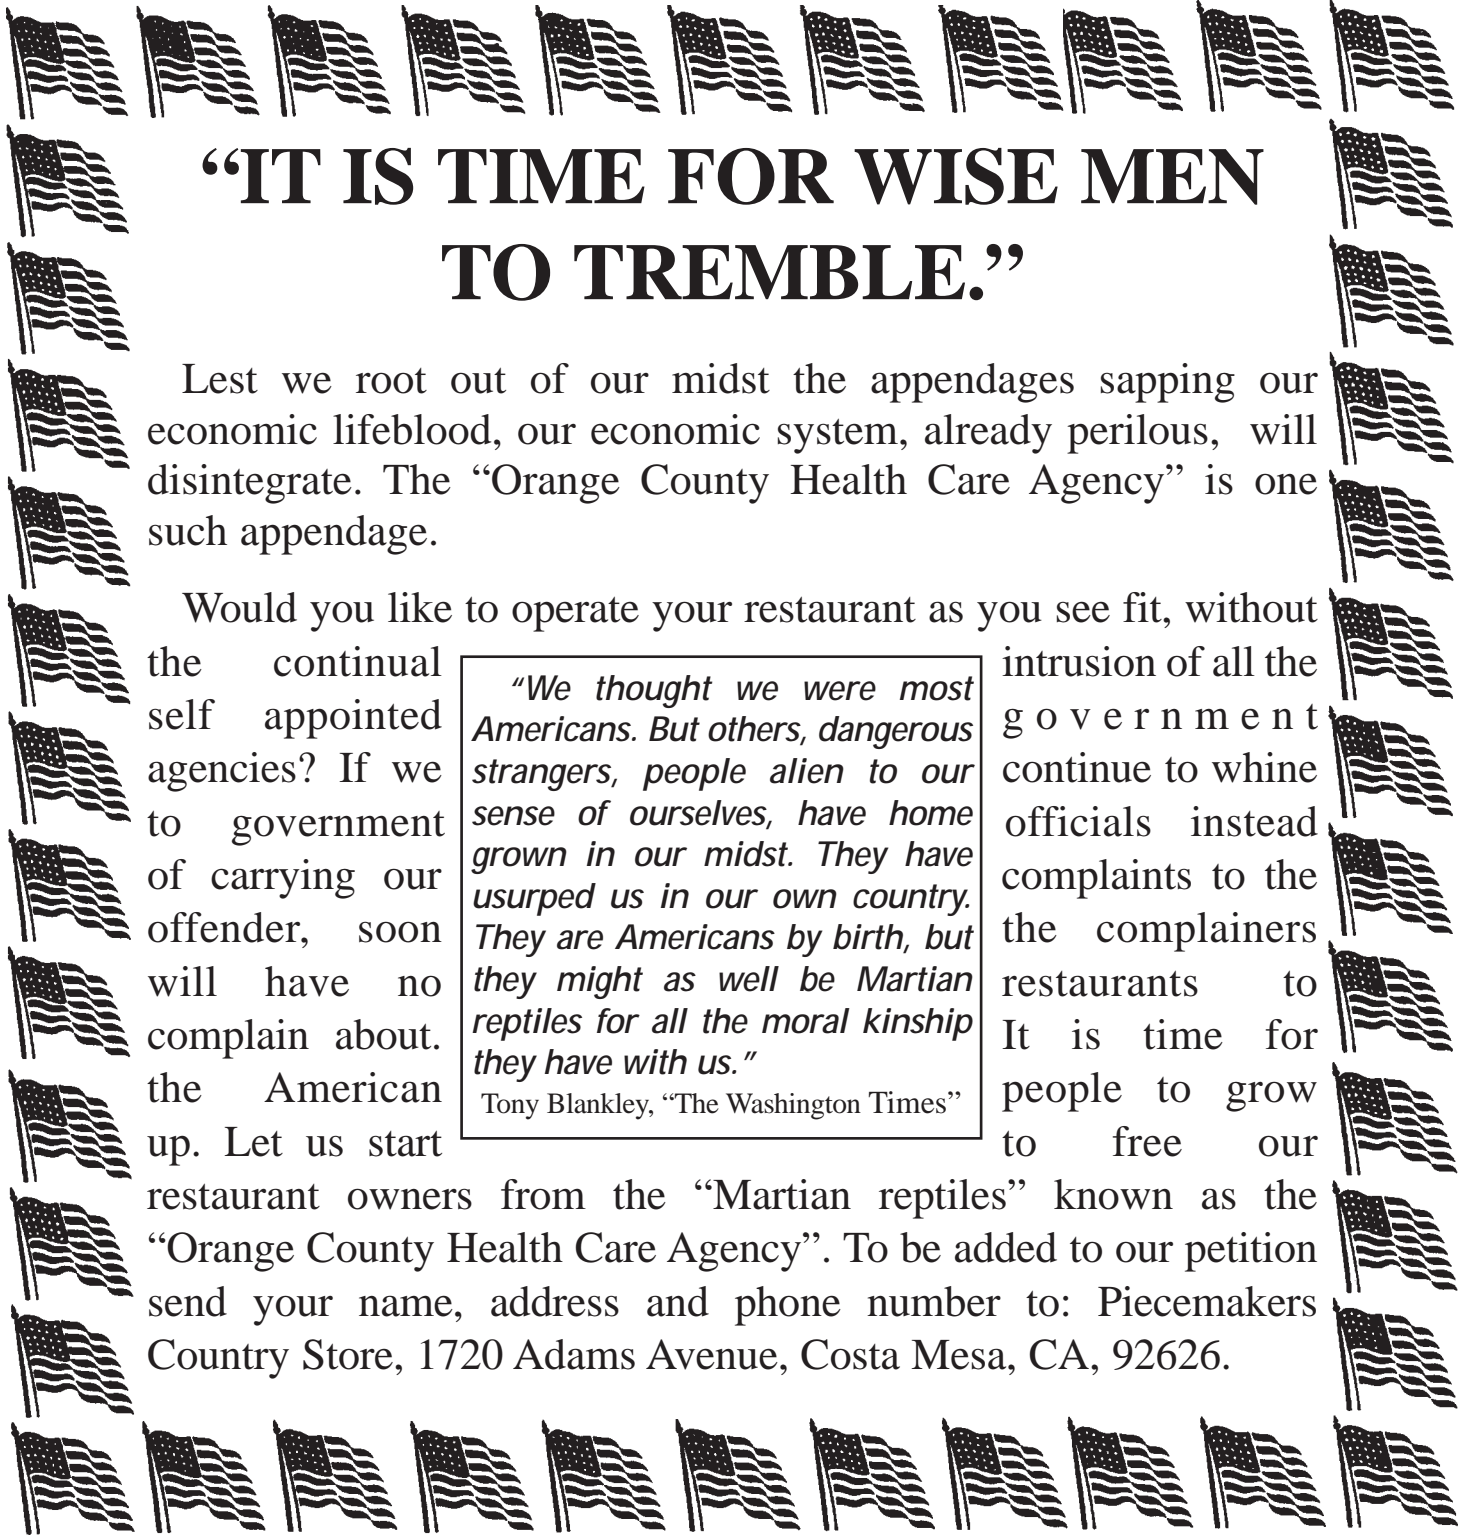 “IT IS TIME FOR WISE MEN
TO TREMBLE.”
Lest we root out of our midst the appendages sapping our
economic lifeblood, our economic system, already perilous, will
disintegrate. The “Orange County Health Care Agency” is one
such appendage.
Would you like to operate your restaurant as you see fit, without
the continual intrusion of all the
self appointed government
agencies? If we continue to whine
to government officials instead
of carrying our complaints to the
offender, soon the complainers
will have no restaurants to
complain about. It is time for
the American people to grow
up. Let us start to free our
restaurant owners from the “Martian reptiles” known as the
“Orange County Health Care Agency”. To be added to our petition
send your name, address and phone number to: Piecemakers
Country Store, 1720 Adams Avenue, Costa Mesa, CA, 92626.
“We thought we were most
Americans. But others, dangerous
strangers, people alien to our
sense of ourselves, have home
grown in our midst. They have
usurped us in our own country.
They are Americans by birth, but
they might as well be Martian
reptiles for all the moral kinship
they have with us.”
Tony Blankley, “The Washington Times”